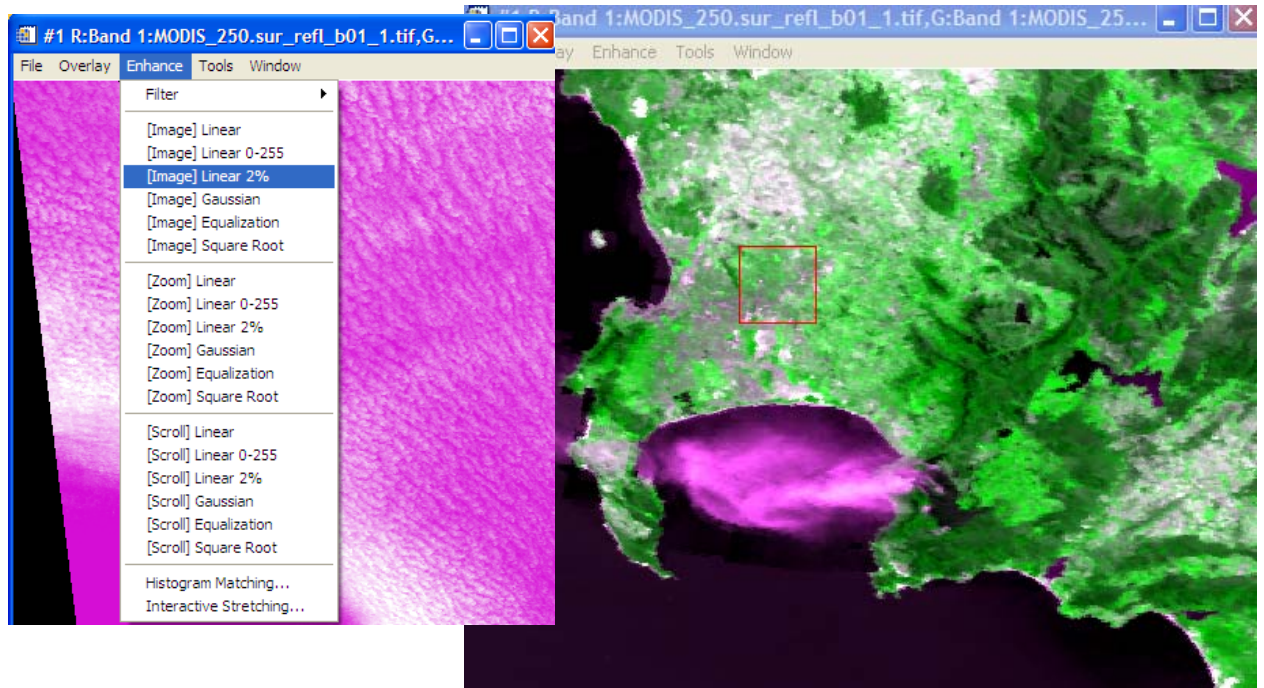 #1 R:Band 1:MODIS_250.sur_refl_b01_1.tif,G...
File Overlay Enhance Tools Window
Filter
[Image] Linear
[Image] Linear 0-255
[Image] Linear 2%
[Image] Gaussian
[Image] Equalization
[Image] Square Root
[Zoom] Linear
[Zoom] Linear 0-255
[Zoom] Linear 2%
[Zoom] Gaussian
[Zoom] Equalization
[Zoom] Square Root
[Scroll] Linear
[Scroll] Linear 0-255
[Scroll] Linear 2%
[Scroll] Gaussian
[Scroll] Equalization
[Scroll] Square Root
Histogram Matching...
Interactive Stretching...
#1 R:Band 1:MODIS_250.sur_refl_b01_1.tif,G:Band 1:MODIS_25...
ay Enhance Tools Window